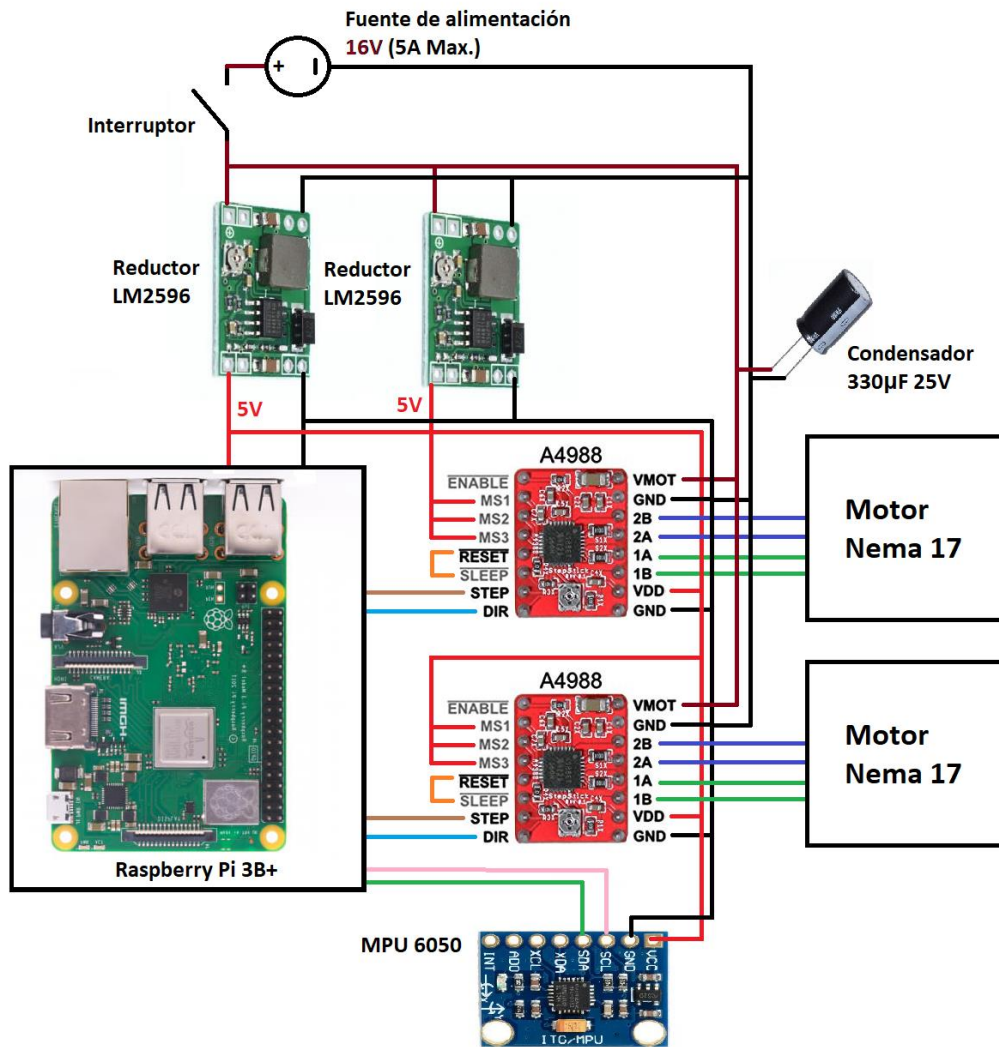 Fuente de alimentación
16V (5A Max.)
+
Interruptor
Reductor
LM2596
Reductor
LM2596
Condensador
330µF 25V
5V
5V
A4988
ENABLE
MS1
MS2
MS3
RESET
SLEEP
STEP
DIR
VMOT
GND
2B
2A
1A
1B
VDD
GND
Motor
Nema 17
A4988
ENABLE
MS1
MS2
MS3
RESET
SLEEP
STEP
DIR
VMOT
GND
2B
2A
1A
1B
VDD
GND
Motor
Nema 17
Raspberry Pi 3B+
MPU 6050
INT
ADO
XCL
XDA
SDA
SCL
GND
VCC
ITG/MPU